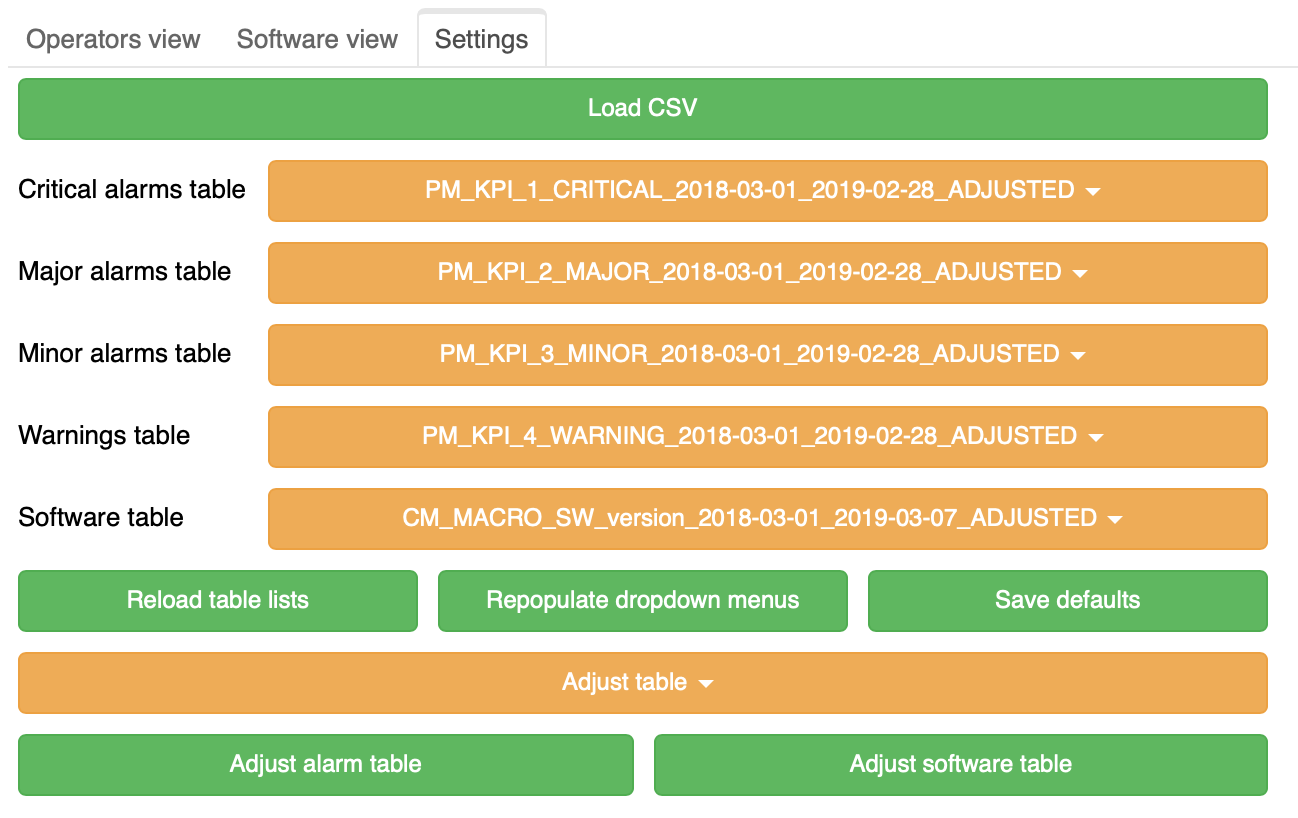 Operators view Software view Settings
Load CSV
Critical alarms table PM_KPI_1_CRITICAL_2018-03-01_2019-02-28_ADJUSTED
Major alarms table PM_KPI_2_MAJOR_2018-03-01_2019-02-28_ADJUSTED
Minor alarms table PM_KPI_3_MINOR_2018-03-01_2019-02-28_ADJUSTED
Warnings table PM_KPI_4_WARNING_2018-03-01_2019-02-28_ADJUSTED
Software table CM_MACRO_SW_version_2018-03-01_2019-03-07_ADJUSTED
Reload table lists Repopulate dropdown menus Save defaults
Adjust table
Adjust alarm table Adjust software table